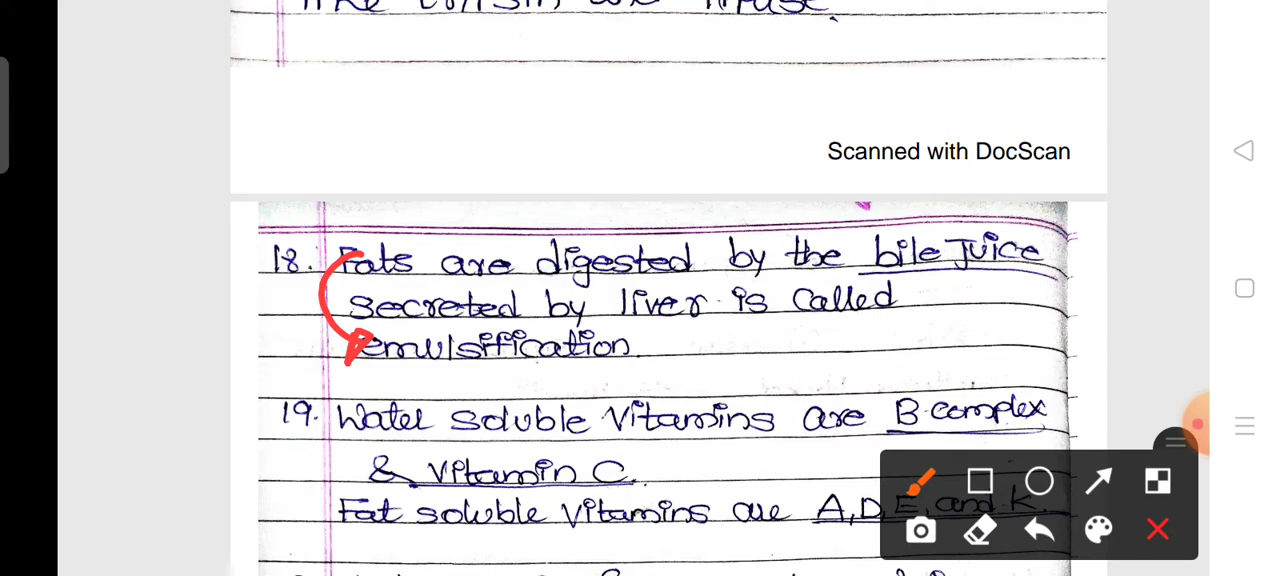 Scanned with DocScan
18. Fats are digested by the bile Juice
secreted by liver is called
emulsification
19. Water soluble vitamins are B.complex
& vitamin C.
Fat soluble vitamins are A, D, E, and K.